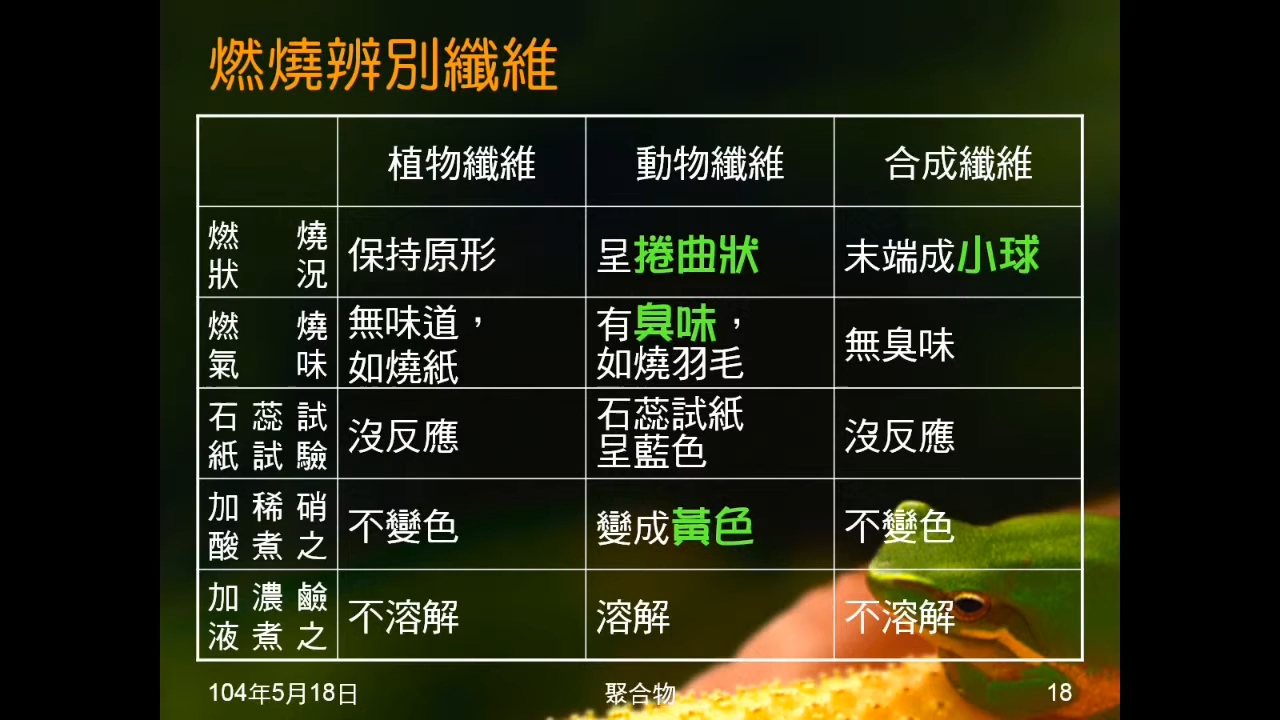 燃燒辨別纖維
植物纖維 動物纖維 合成纖維
燃燒
狀況
保持原形 呈捲曲狀 末端成小球
燃燒
氣味
無味道，
如燒紙
有臭味，
如燒羽毛
無臭味
石蕊試
紙試驗
沒反應
石蕊試紙
呈藍色
沒反應
加稀硝
酸煮之
不變色 變成黃色 不變色
加濃鹼
液煮之
不溶解 溶解 不溶解
104年5月18日 聚合物 18